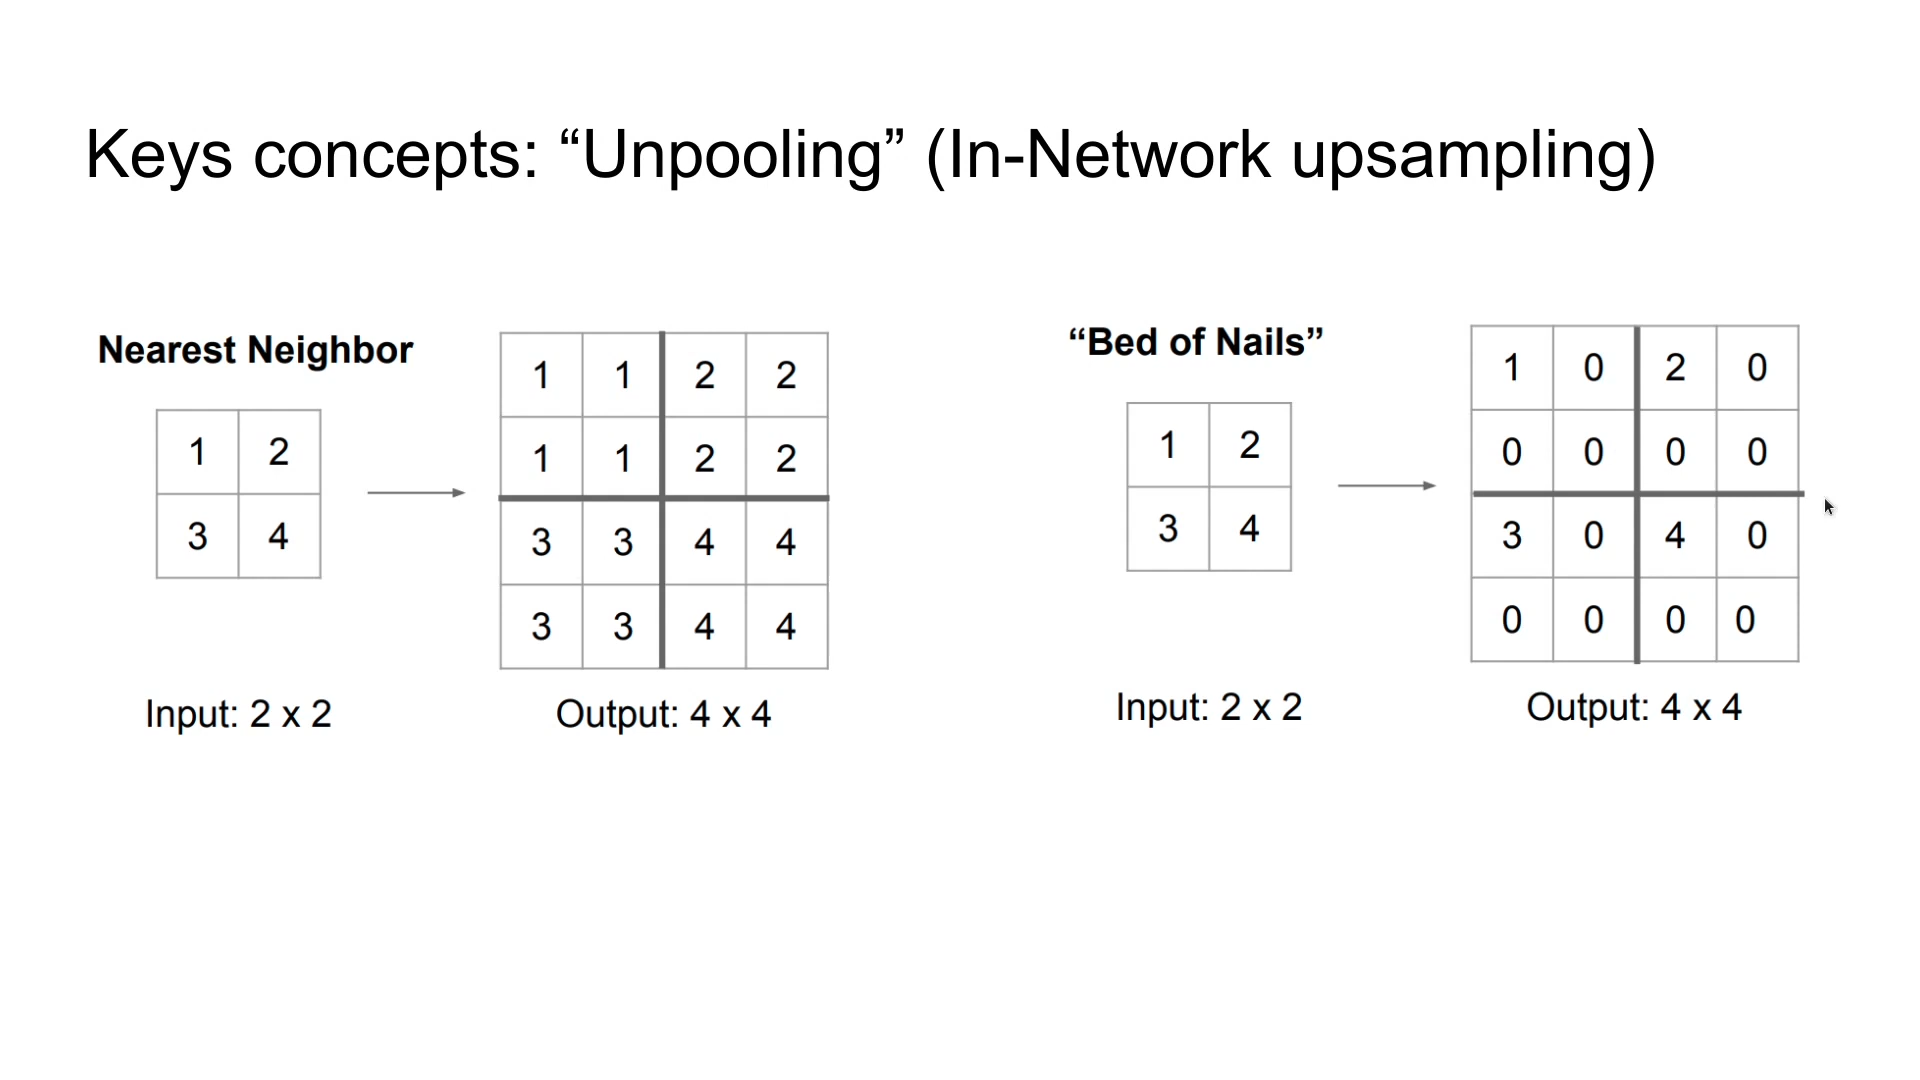 Keys concepts: “Unpooling” (In-Network upsampling)
Nearest Neighbor
1 2
3 4
1 1 2 2
1 1 2 2
3 3 4 4
3 3 4 4
Input: 2 x 2
Output: 4 x 4
“Bed of Nails”
1 2
3 4
1 0 2 0
0 0 0 0
3 0 4 0
0 0 0 0
Input: 2 x 2
Output: 4 x 4